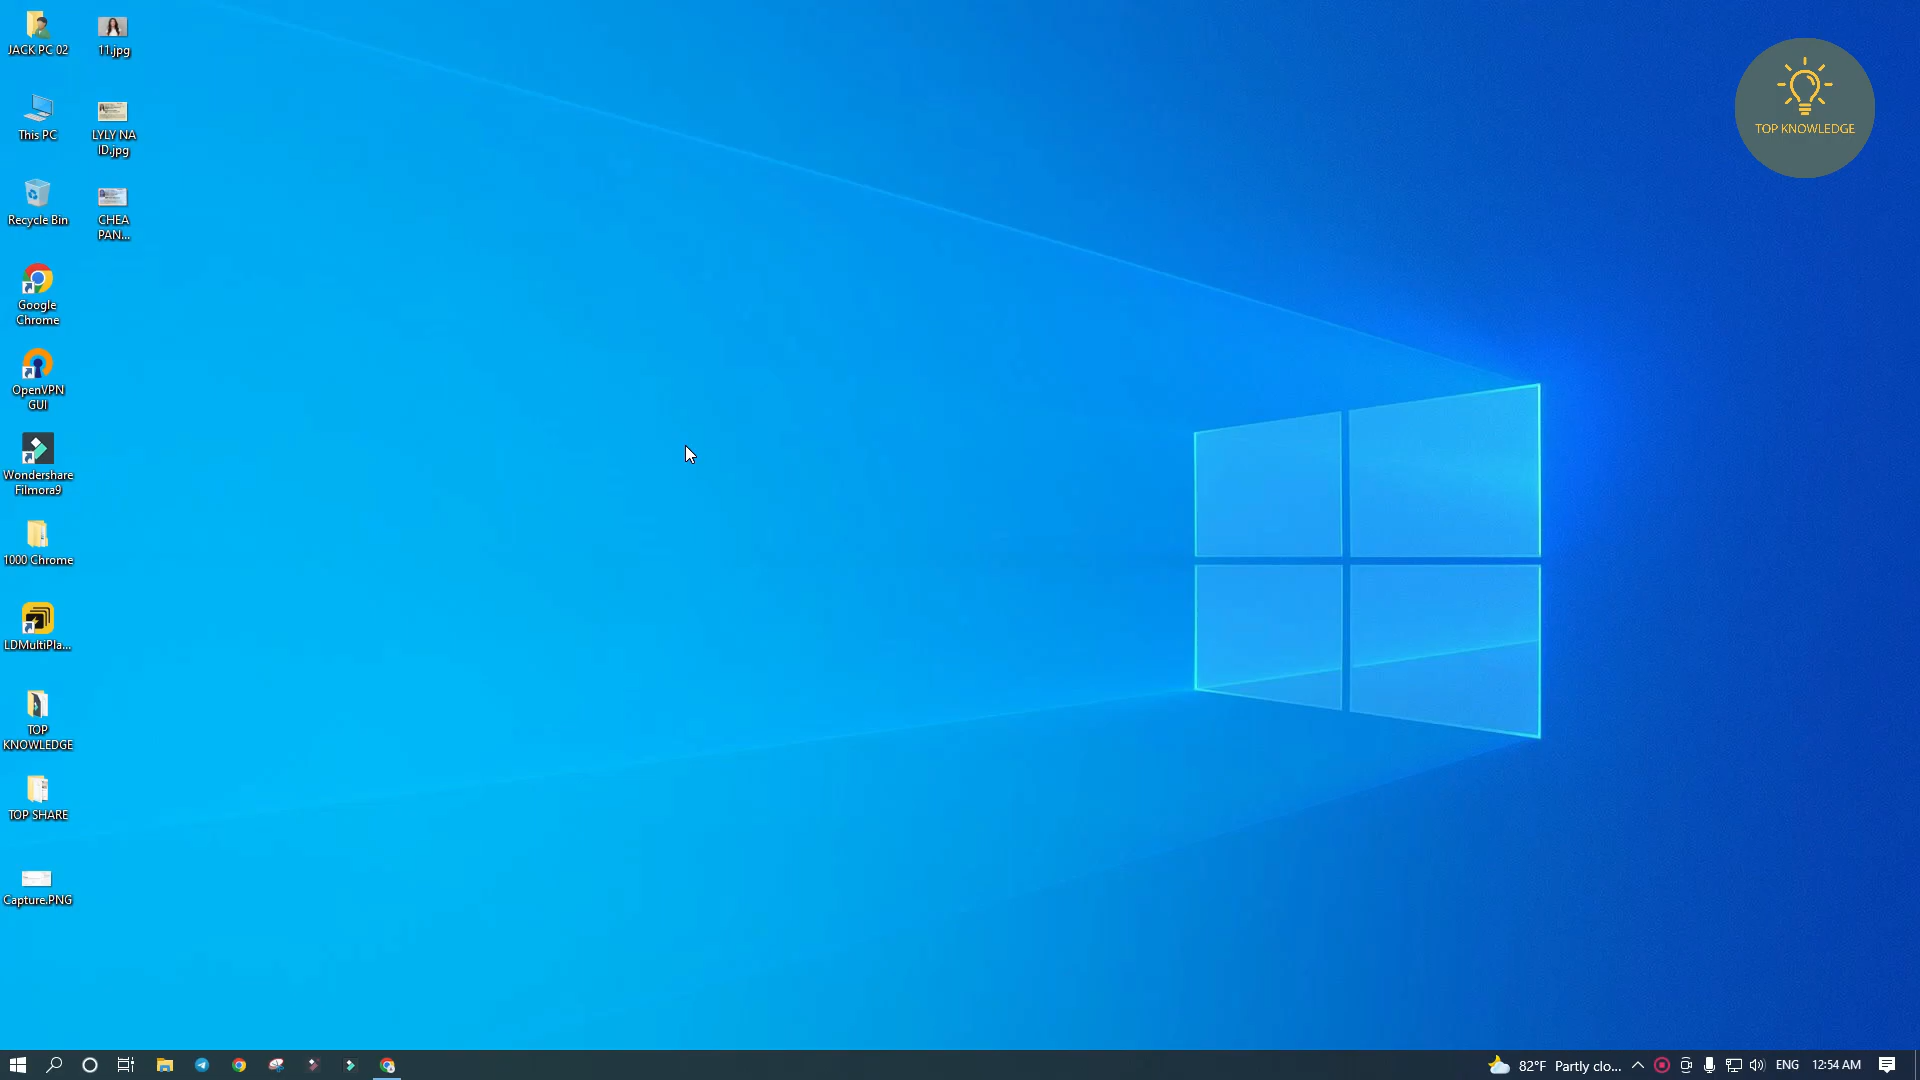 JACK PC 02
11.jpg
This PC
LYLY NA
ID.jpg
Recycle Bin
CHEA
PAN...
Google
Chrome
OpenVPN
GUI
Wondershare
Filmora9
1000 Chrome
LDMultiPla...
TOP
KNOWLEDGE
TOP SHARE
Capture.PNG
TOP KNOWLEDGE
82°F Partly clo...
ENG
12:54 AM